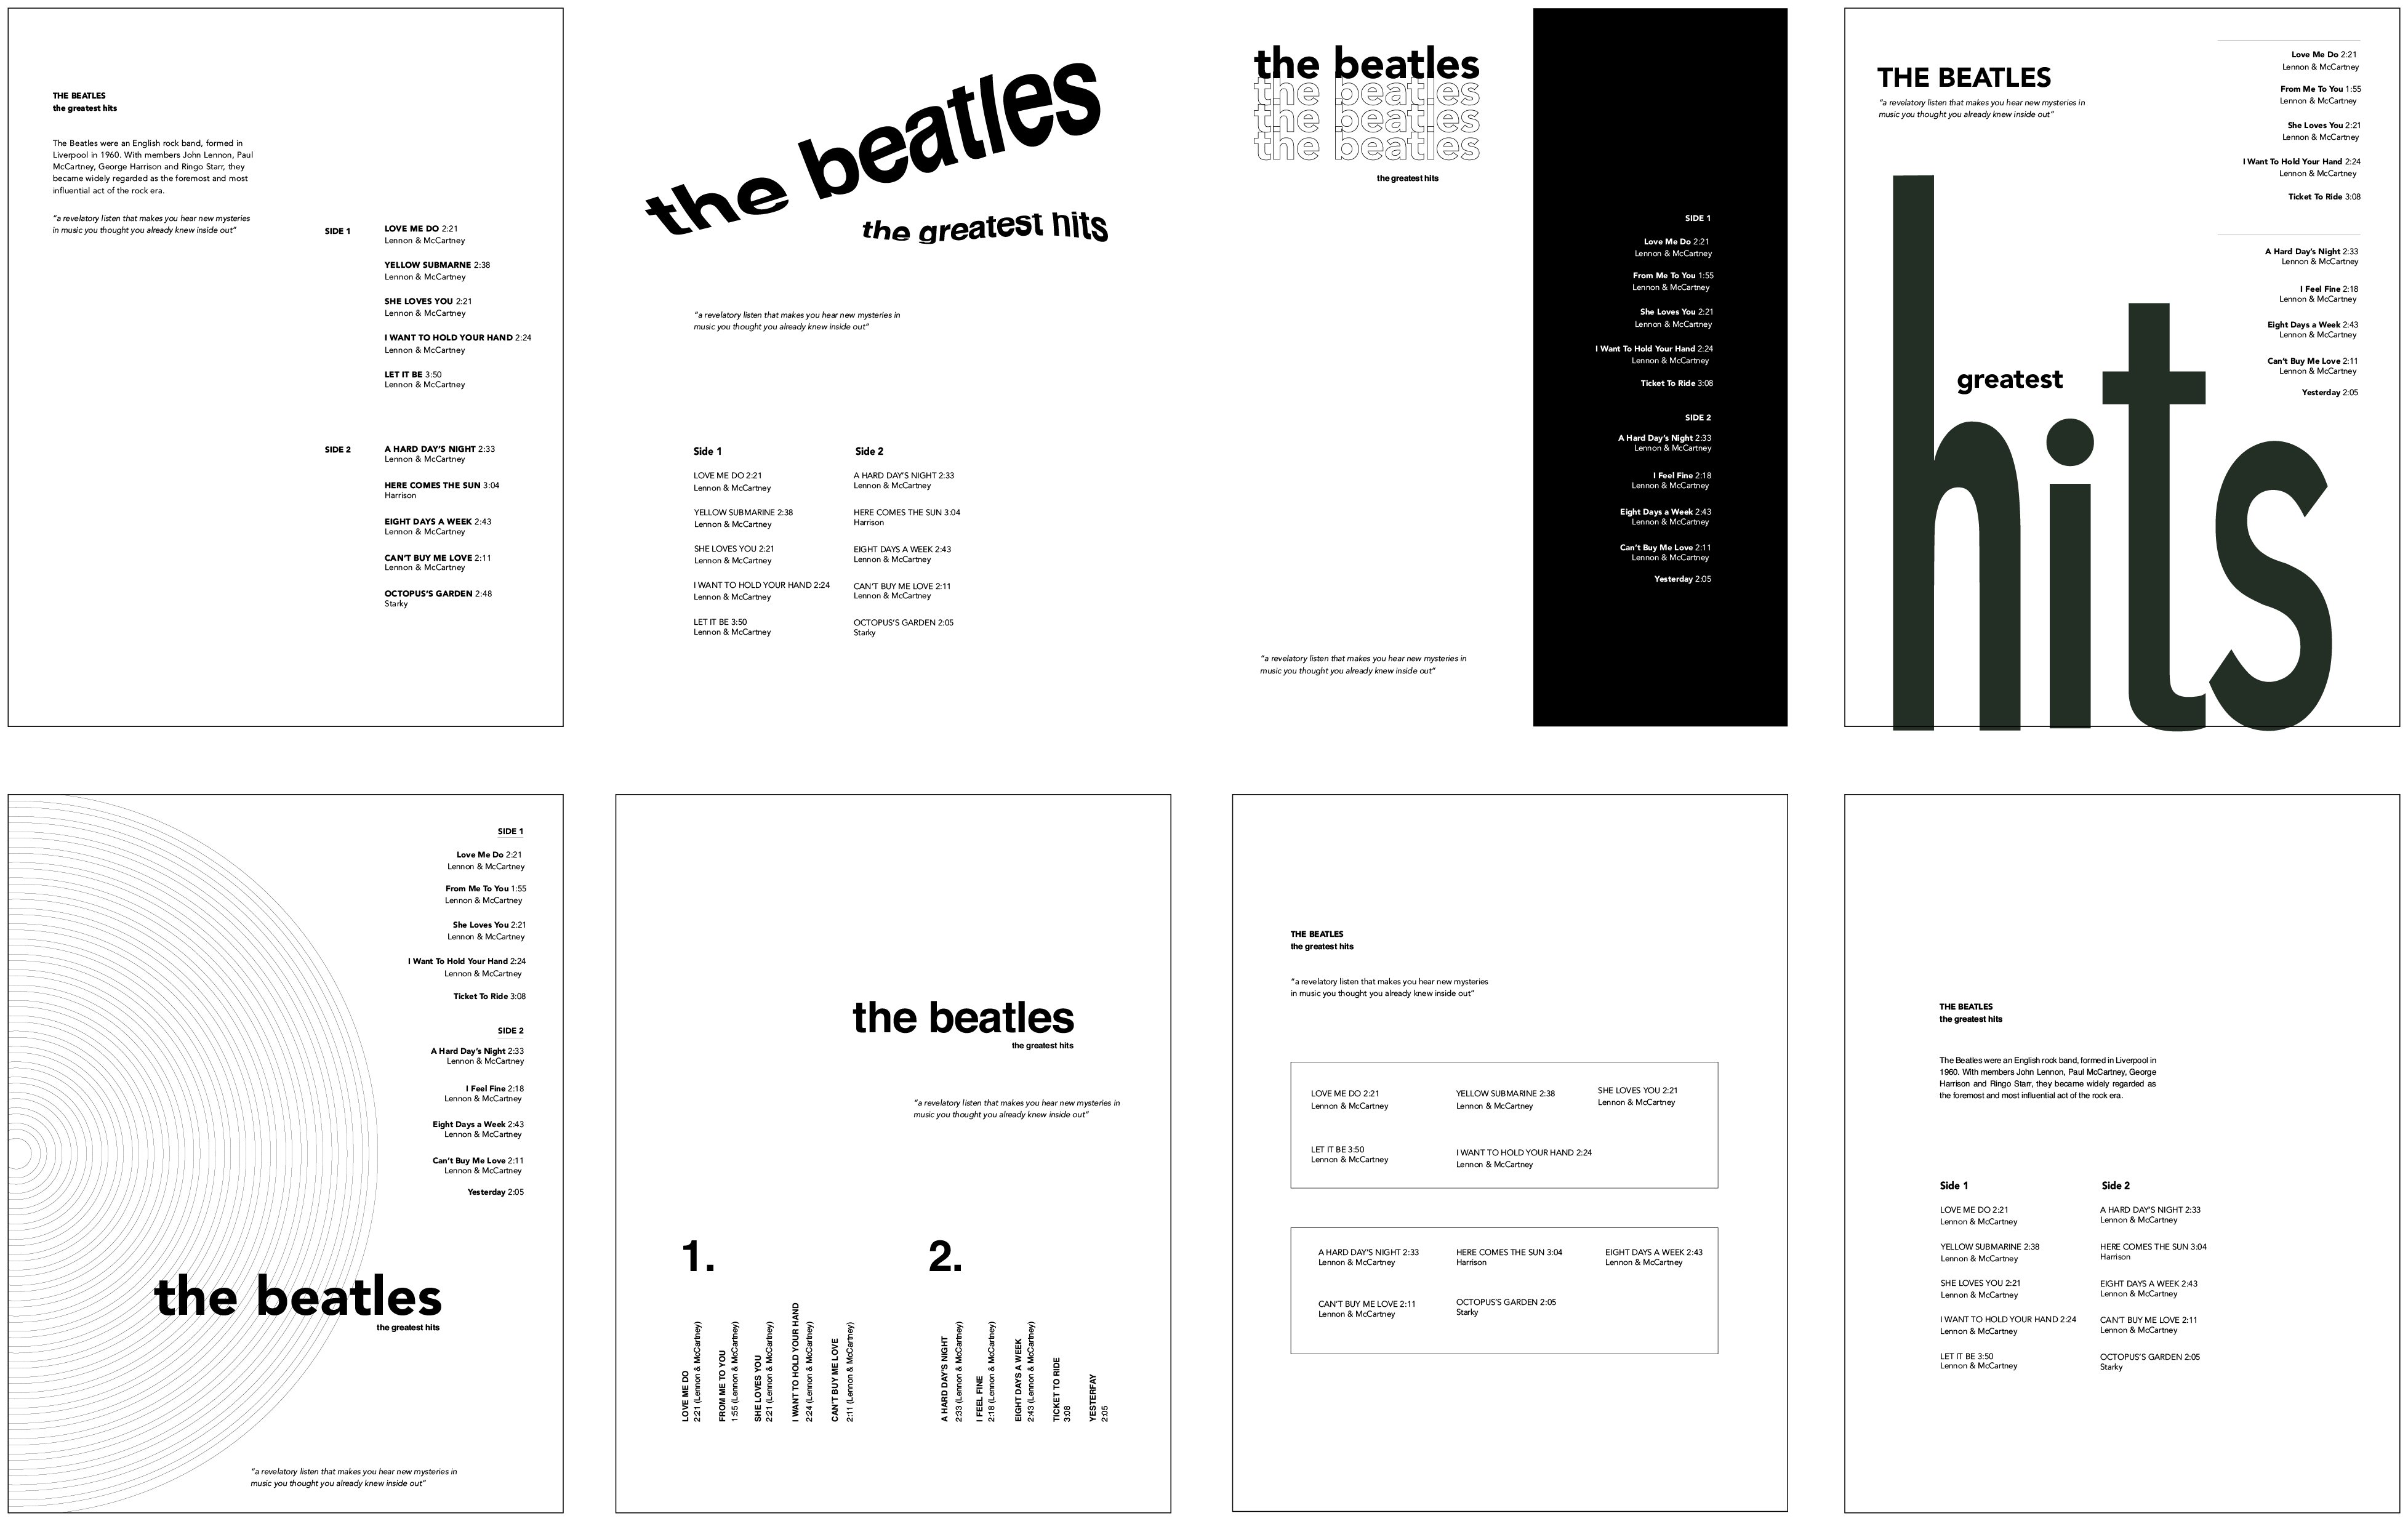 THE BEATLES
the greatest hits
The Beatles were an English rock band, formed in
Liverpool in 1960. With members John Lennon, Paul
McCartney, George Harrison and Ringo Starr, they
became widely regarded as the foremost and most
influential act of the rock era.
“a revelatory listen that makes you hear new mysteries
in music you thought you already knew inside out”
SIDE 1
LOVE ME DO 2:21
Lennon & McCartney
YELLOW SUBMARNE 2:38
Lennon & McCartney
SHE LOVES YOU 2:21
Lennon & McCartney
I WANT TO HOLD YOUR HAND 2:24
Lennon & McCartney
LET IT BE 3:50
Lennon & McCartney
SIDE 2
A HARD DAY’S NIGHT 2:33
Lennon & McCartney
HERE COMES THE SUN 3:04
Harrison
EIGHT DAYS A WEEK 2:43
Lennon & McCartney
CAN’T BUY ME LOVE 2:11
Lennon & McCartney
OCTOPUS’S GARDEN 2:48
Starky
the beatles
the greatest hits
“a revelatory listen that makes you hear new mysteries in
music you thought you already knew inside out”
Side 1
LOVE ME DO 2:21
Lennon & McCartney
YELLOW SUBMARINE 2:38
Lennon & McCartney
SHE LOVES YOU 2:21
Lennon & McCartney
I WANT TO HOLD YOUR HAND 2:24
Lennon & McCartney
LET IT BE 3:50
Lennon & McCartney
Side 2
A HARD DAY’S NIGHT 2:33
Lennon & McCartney
HERE COMES THE SUN 3:04
Harrison
EIGHT DAYS A WEEK 2:43
Lennon & McCartney
CAN’T BUY ME LOVE 2:11
Lennon & McCartney
OCTOPUS’S GARDEN 2:05
Starky
the beatles
the beatles
the beatles
the beatles
the greatest hits
SIDE 1
Love Me Do 2:21
Lennon & McCartney
From Me To You 1:55
Lennon & McCartney
She Loves You 2:21
Lennon & McCartney
I Want To Hold Your Hand 2:24
Lennon & McCartney
Ticket To Ride 3:08
SIDE 2
A Hard Day’s Night 2:33
Lennon & McCartney
I Feel Fine 2:18
Lennon & McCartney
Eight Days a Week 2:43
Lennon & McCartney
Can’t Buy Me Love 2:11
Lennon & McCartney
Yesterday 2:05
“a revelatory listen that makes you hear new mysteries in
music you thought you already knew inside out”
THE BEATLES
“a revelatory listen that makes you hear new mysteries in
music you thought you already knew inside out”
Love Me Do 2:21
Lennon & McCartney
From Me To You 1:55
Lennon & McCartney
She Loves You 2:21
Lennon & McCartney
I Want To Hold Your Hand 2:24
Lennon & McCartney
Ticket To Ride 3:08
A Hard Day’s Night 2:33
Lennon & McCartney
I Feel Fine 2:18
Lennon & McCartney
Eight Days a Week 2:43
Lennon & McCartney
Can’t Buy Me Love 2:11
Lennon & McCartney
Yesterday 2:05
greatest
hits
SIDE 1
Love Me Do 2:21
Lennon & McCartney
From Me To You 1:55
Lennon & McCartney
She Loves You 2:21
Lennon & McCartney
I Want To Hold Your Hand 2:24
Lennon & McCartney
Ticket To Ride 3:08
SIDE 2
A Hard Day’s Night 2:33
Lennon & McCartney
I Feel Fine 2:18
Lennon & McCartney
Eight Days a Week 2:43
Lennon & McCartney
Can’t Buy Me Love 2:11
Lennon & McCartney
Yesterday 2:05
the beatles
the greatest hits
“a revelatory listen that makes you hear new mysteries in
music you thought you already knew inside out”
the beatles
the greatest hits
“a revelatory listen that makes you hear new mysteries in
music you thought you already knew inside out”
1.
LOVE ME DO
2:21 (Lennon & McCartney)
FROM ME TO YOU
1:55 (Lennon & McCartney)
SHE LOVES YOU
2:21 (Lennon & McCartney)
I WANT TO HOLD YOUR HAND
2:24 (Lennon & McCartney)
CAN’T BUY ME LOVE
2:11 (Lennon & McCartney)
2.
A HARD DAY’S NIGHT
2:33 (Lennon & McCartney)
I FEEL FINE
2:18 (Lennon & McCartney)
EIGHT DAYS A WEEK
2:43 (Lennon & McCartney)
TICKET TO RIDE
3:08
YESTERFAY
2:05
THE BEATLES
the greatest hits
“a revelatory listen that makes you hear new mysteries
in music you thought you already knew inside out”
LOVE ME DO 2:21
Lennon & McCartney
YELLOW SUBMARINE 2:38
Lennon & McCartney
SHE LOVES YOU 2:21
Lennon & McCartney
LET IT BE 3:50
Lennon & McCartney
I WANT TO HOLD YOUR HAND 2:24
Lennon & McCartney
A HARD DAY’S NIGHT 2:33
Lennon & McCartney
HERE COMES THE SUN 3:04
Harrison
EIGHT DAYS A WEEK 2:43
Lennon & McCartney
CAN’T BUY ME LOVE 2:11
Lennon & McCartney
OCTOPUS’S GARDEN 2:05
Starky
THE BEATLES
the greatest hits
The Beatles were an English rock band, formed in Liverpool in
1960. With members John Lennon, Paul McCartney, George
Harrison and Ringo Starr, they became widely regarded as
the foremost and most influential act of the rock era.
Side 1
LOVE ME DO 2:21
Lennon & McCartney
YELLOW SUBMARINE 2:38
Lennon & McCartney
SHE LOVES YOU 2:21
Lennon & McCartney
I WANT TO HOLD YOUR HAND 2:24
Lennon & McCartney
LET IT BE 3:50
Lennon & McCartney
Side 2
A HARD DAY’S NIGHT 2:33
Lennon & McCartney
HERE COMES THE SUN 3:04
Harrison
EIGHT DAYS A WEEK 2:43
Lennon & McCartney
CAN’T BUY ME LOVE 2:11
Lennon & McCartney
OCTOPUS’S GARDEN 2:05
Starky